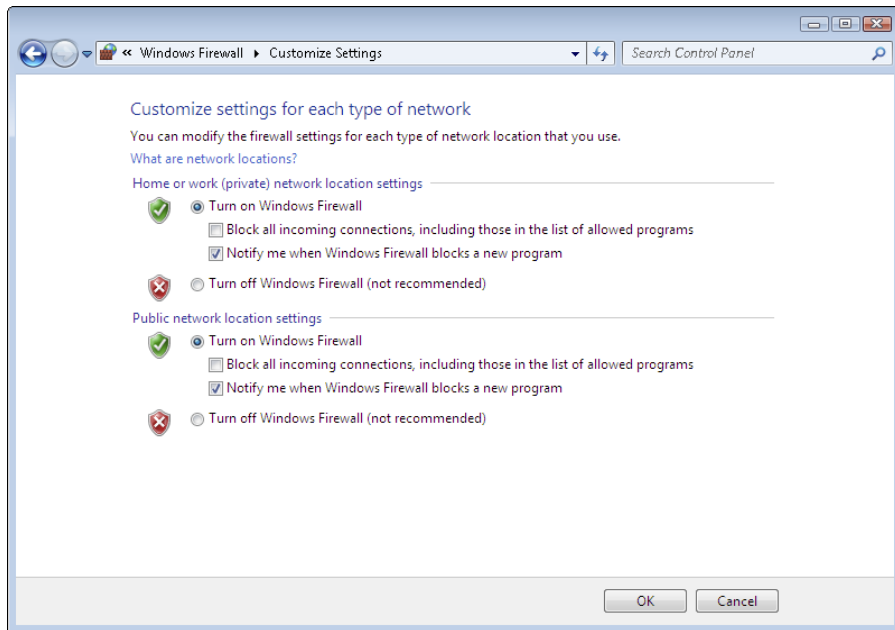 « Windows Firewall ▸ Customize Settings
Search Control Panel
Customize settings for each type of network
You can modify the firewall settings for each type of network location that you use.
What are network locations?
Home or work (private) network location settings
Turn on Windows Firewall
Block all incoming connections, including those in the list of allowed programs
Notify me when Windows Firewall blocks a new program
Turn off Windows Firewall (not recommended)
Public network location settings
Turn on Windows Firewall
Block all incoming connections, including those in the list of allowed programs
Notify me when Windows Firewall blocks a new program
Turn off Windows Firewall (not recommended)
OK
Cancel